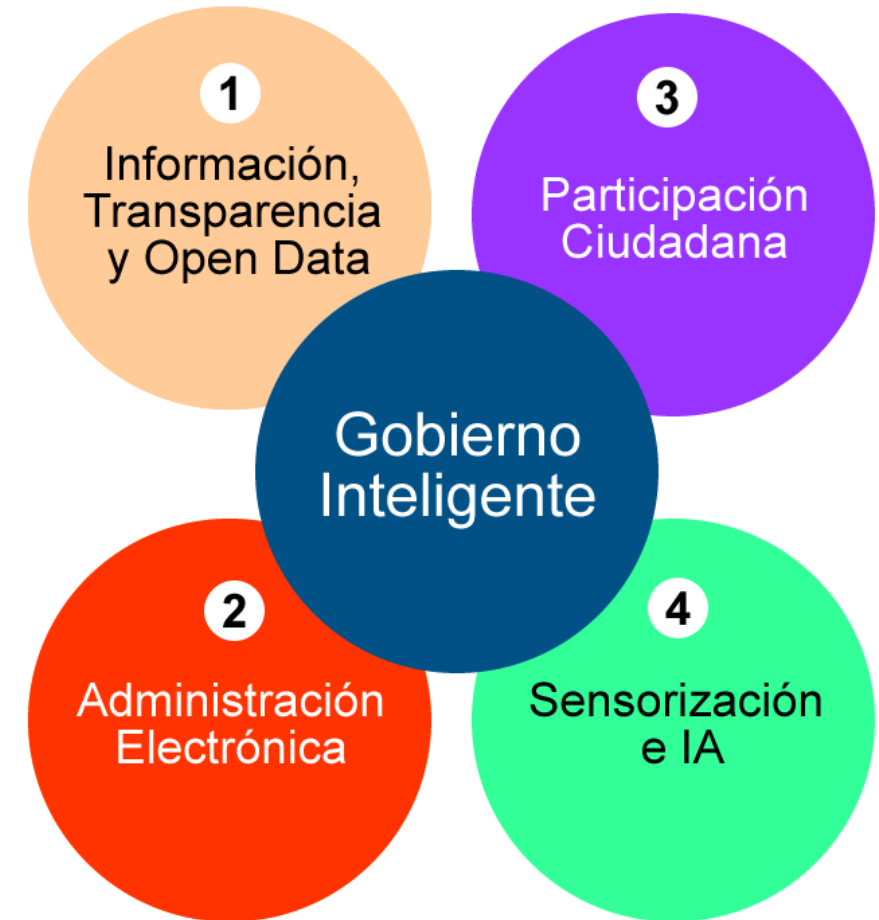 1
Información,
Transparencia
y Open Data
3
Participación
Ciudadana
Gobierno
Inteligente
2
Administración
Electrónica
4
Sensorización
e IA